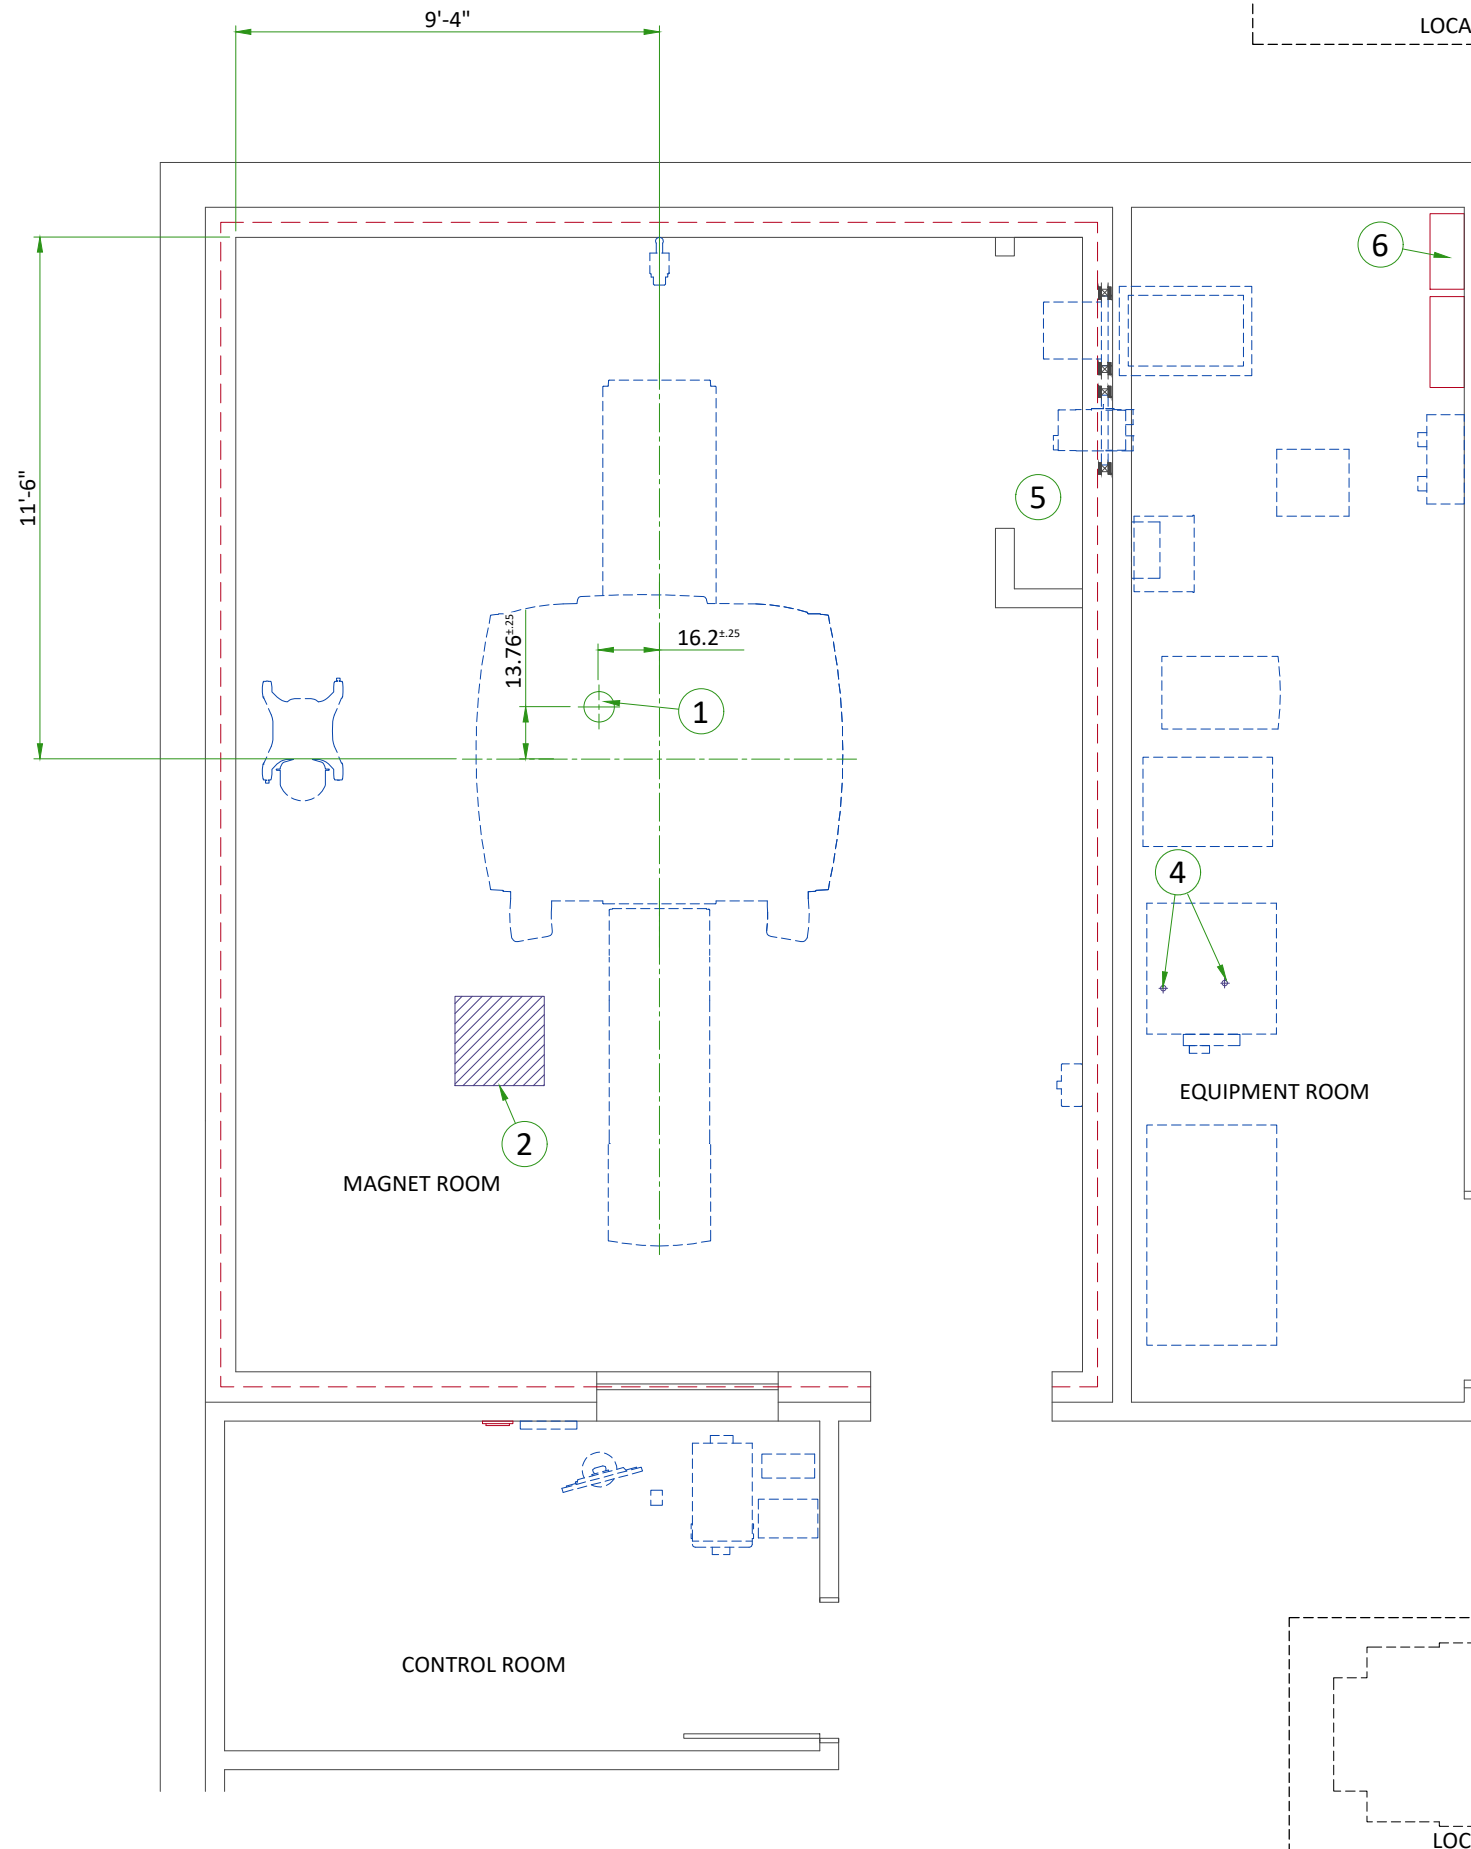 9'-4"
LOCA
6
11'-6"
5
13.76±.25
16.2±.25
1
4
EQUIPMENT ROOM
2
MAGNET ROOM
CONTROL ROOM
LOC